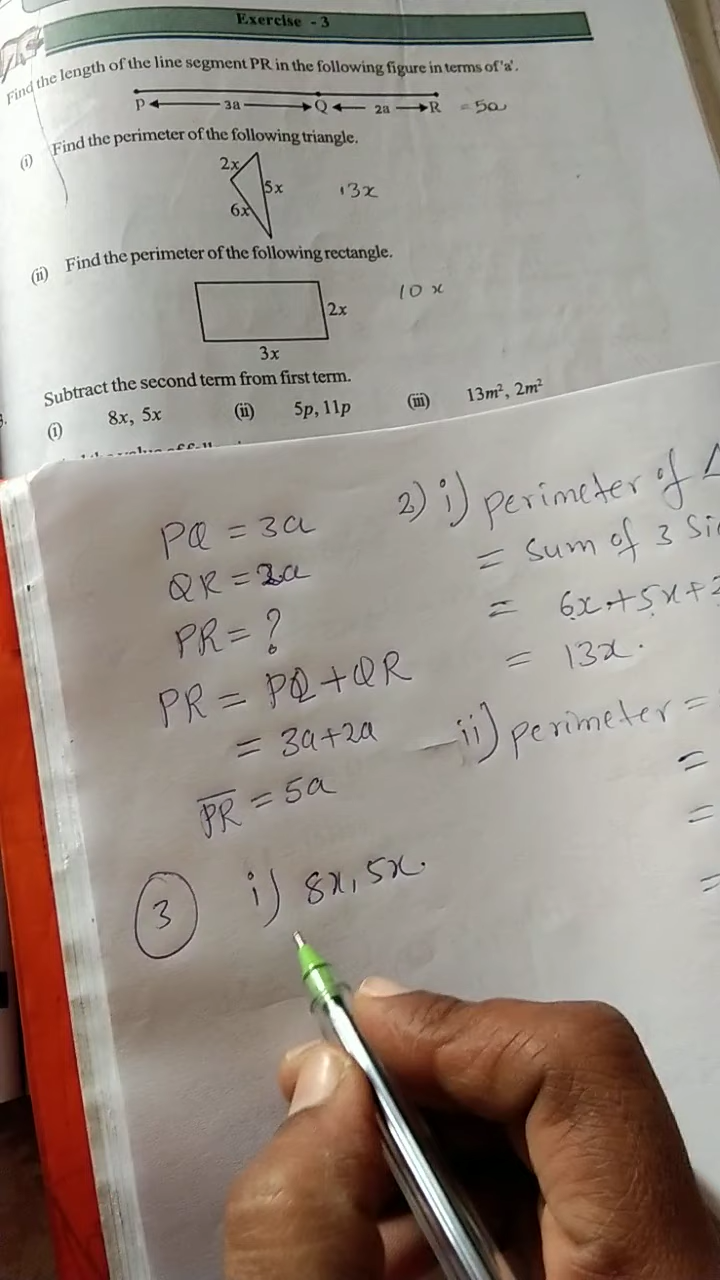 Exercise - 3
Find the length of the line segment PR in the following figure in terms of 'a'.
P 3a Q 2a R = 5a
(i) Find the perimeter of the following triangle.
2x
5x 13x
6x
(ii) Find the perimeter of the following rectangle.
10x
2x
3x
Subtract the second term from first term.
(i) 8x, 5x (ii) 5p, 11p (iii) 13m², 2m²
PQ = 3a
QR = 2a
PR = ?
PR = PQ + QR
= 3a+2a
PR = 5a
2) i) perimeter of Δ
= sum of 3
= 6x+5x+
= 13x.
ii) perimeter =
=
=
=
3 i) 8x, 5x.